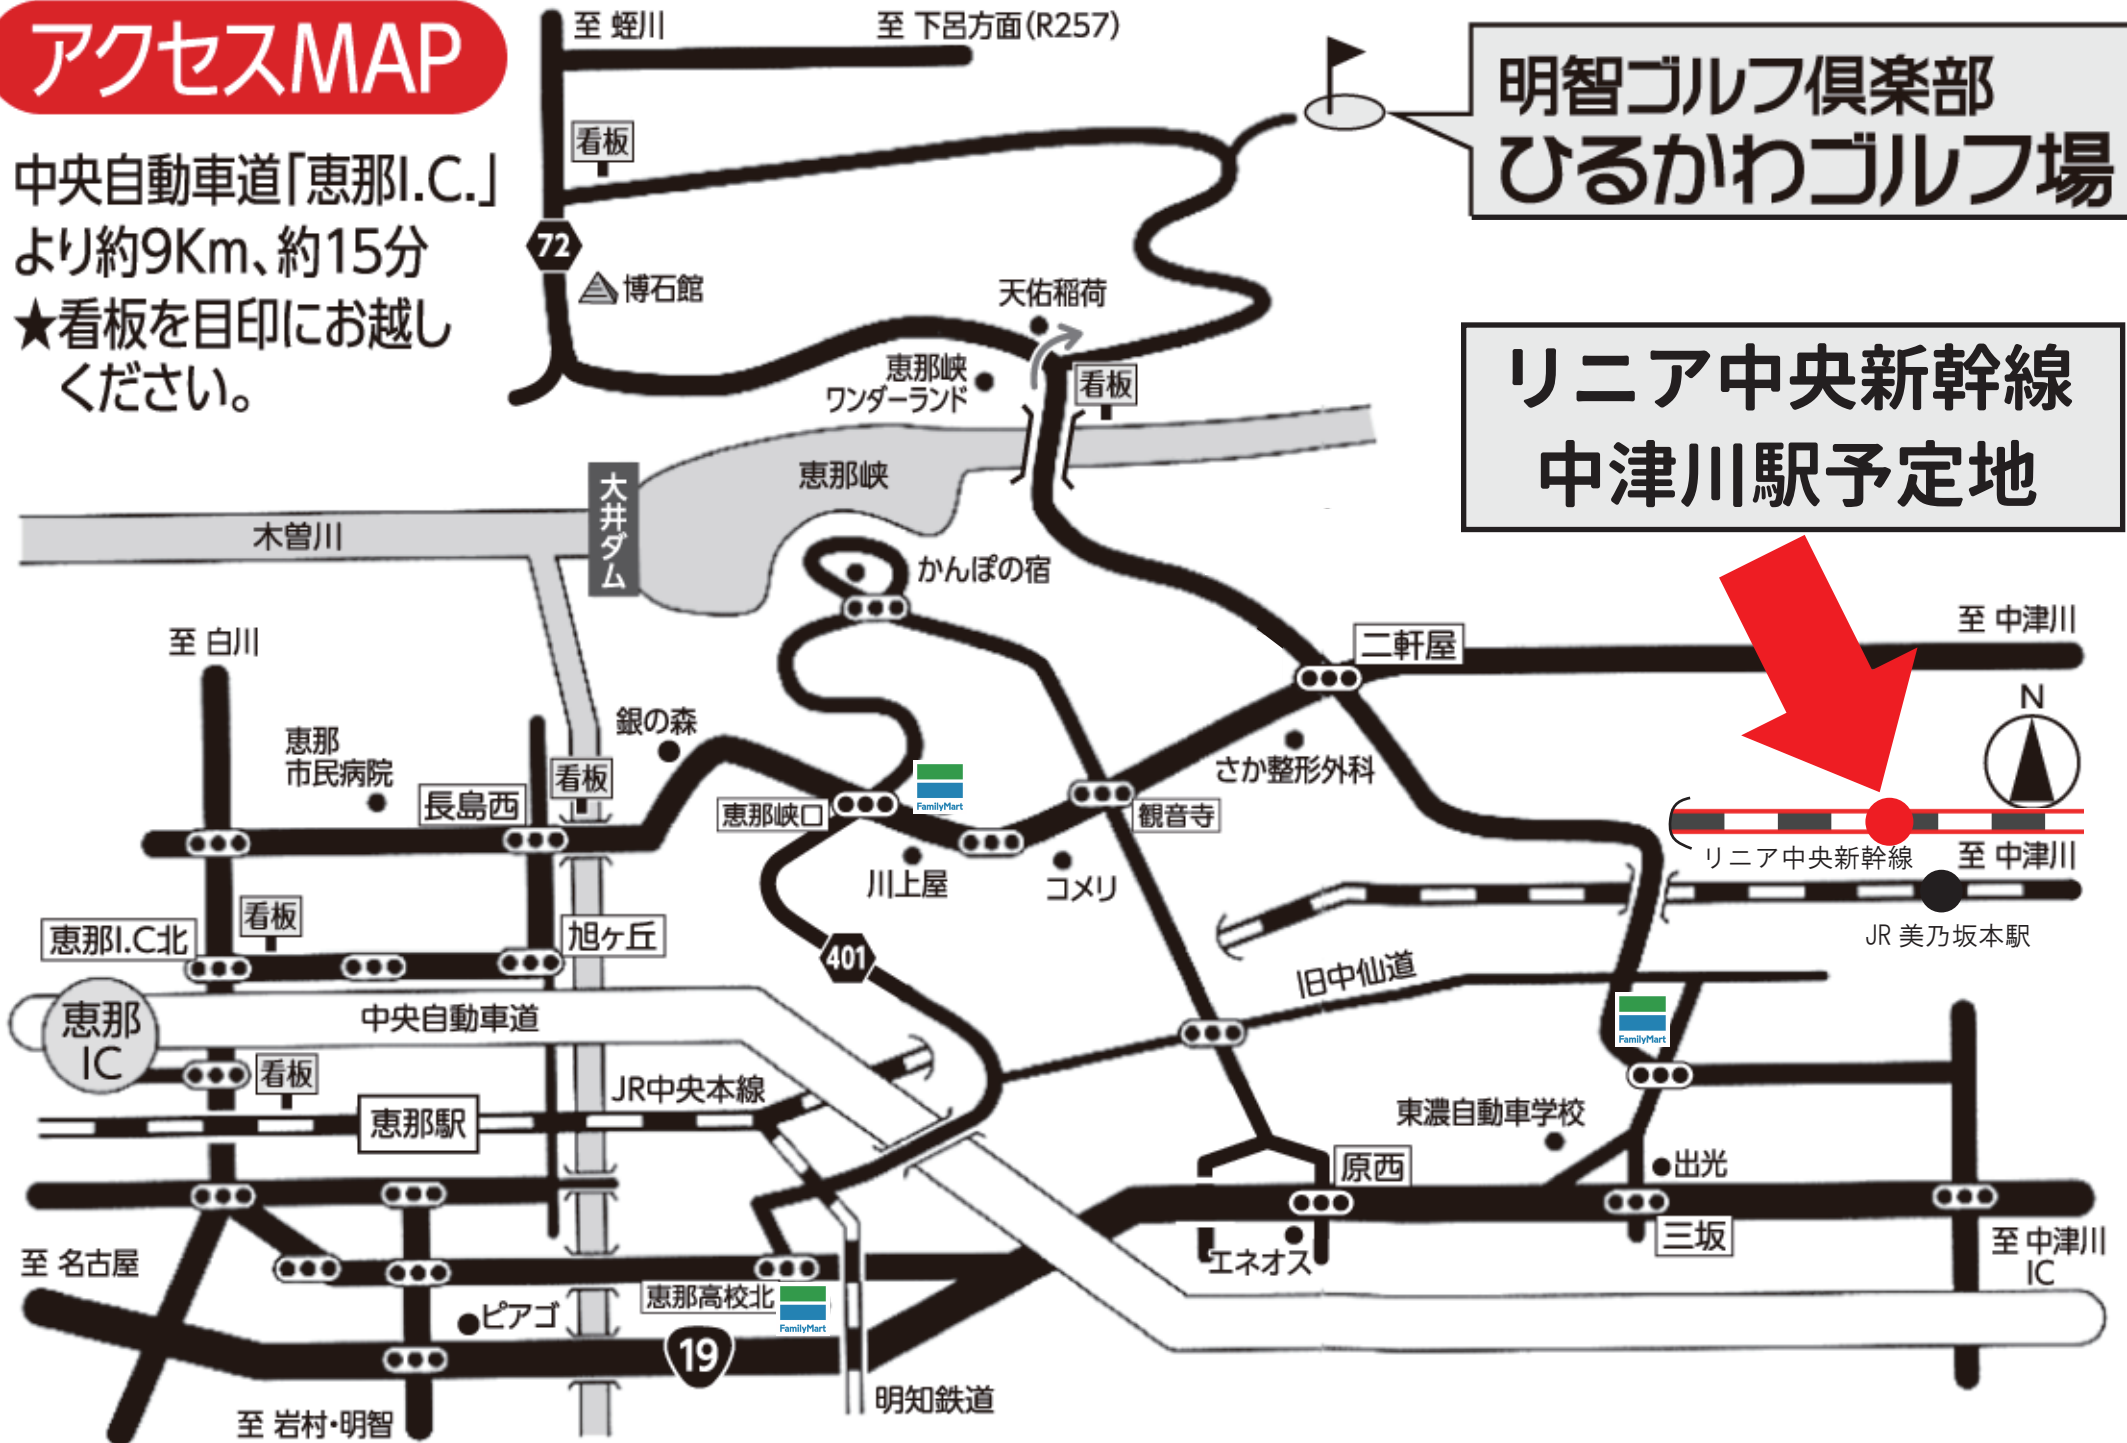 アクセスMAP
中央自動車道「恵那I.C.」
より約9Km、約15分
★看板を目印にお越し
ください。
至 蛭川
至 下呂方面(R257)
看板
72
博石館
明智ゴルフ倶楽部
ひるかわゴルフ場
天佑稲荷
恵那峡
ワンダーランド
看板
リニア中央新幹線
中津川駅予定地
恵那峡
大井ダム
木曽川
かんぽの宿
至 白川
二軒屋
至 中津川
N
恵那
市民病院
長島西
看板
銀の森
恵那峡口
FamilyMart
観音寺
さか整形外科
川上屋
コメリ
リニア中央新幹線
至 中津川
JR 美乃坂本駅
恵那I.C北
看板
旭ヶ丘
401
旧中仙道
恵那
IC
中央自動車道
FamilyMart
看板
JR中央本線
恵那駅
東濃自動車学校
原西
出光
三坂
エネオス
至 中津川
IC
至 名古屋
ピアゴ
恵那高校北
FamilyMart
19
明知鉄道
至 岩村・明智